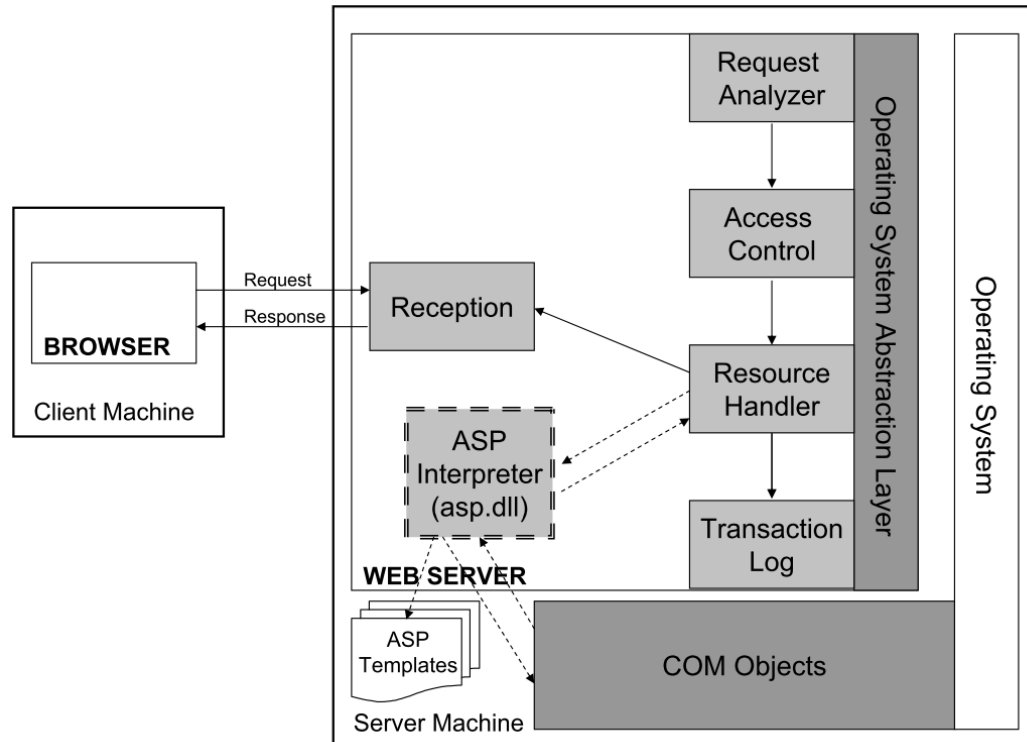 Request
Analyzer
Access
Control
Resource
Handler
Transaction
Log
Operating System Abstraction Layer
Operating System
Request
Response
Reception
BROWSER
Client Machine
ASP
Interpreter
(asp.dll)
WEB SERVER
ASP
Templates
COM Objects
Server Machine